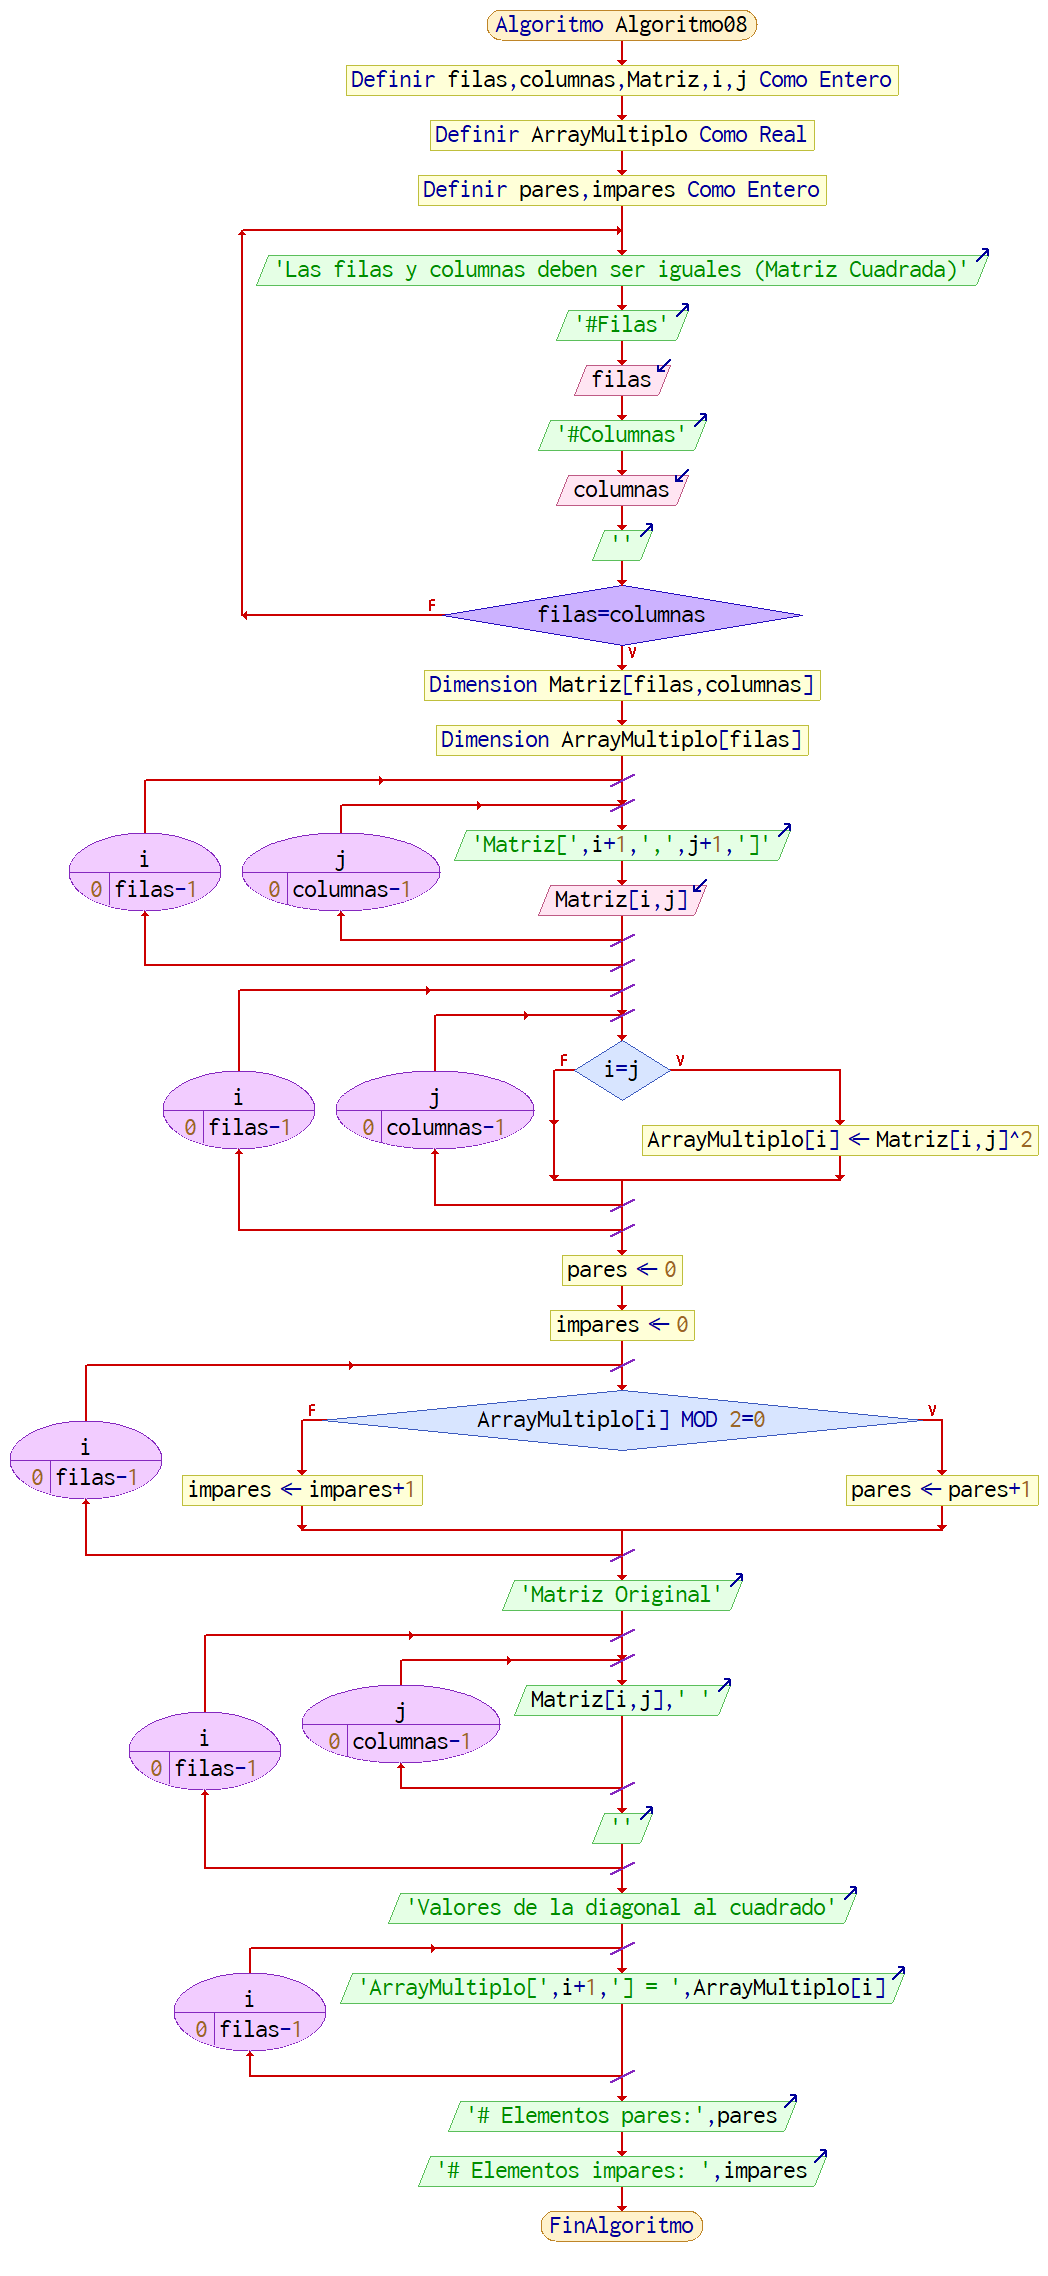 Algoritmo Algoritmo08
Definir filas,columnas,Matriz,i,j Como Entero
Definir ArrayMultiplo Como Real
Definir pares,impares Como Entero
'Las filas y columnas deben ser iguales (Matriz Cuadrada)'
'#Filas'
filas
'#Columnas'
columnas
''
F
filas=columnas
V
Dimension Matriz[filas,columnas]
Dimension ArrayMultiplo[filas]
i
0 filas-1
j
0 columnas-1
'Matriz[',i+1,',',j+1,']'
Matriz[i,j]
i
0 filas-1
j
0 columnas-1
F
i=j
V
ArrayMultiplo[i] ← Matriz[i,j]^2
pares ← 0
impares ← 0
i
0 filas-1
F
ArrayMultiplo[i] MOD 2=0
V
impares ← impares+1
pares ← pares+1
'Matriz Original'
i
0 filas-1
j
0 columnas-1
Matriz[i,j],' '
''
'Valores de la diagonal al cuadrado'
i
0 filas-1
'ArrayMultiplo[',i+1,'] = ',ArrayMultiplo[i]
'# Elementos pares:',pares
'# Elementos impares: ',impares
FinAlgoritmo